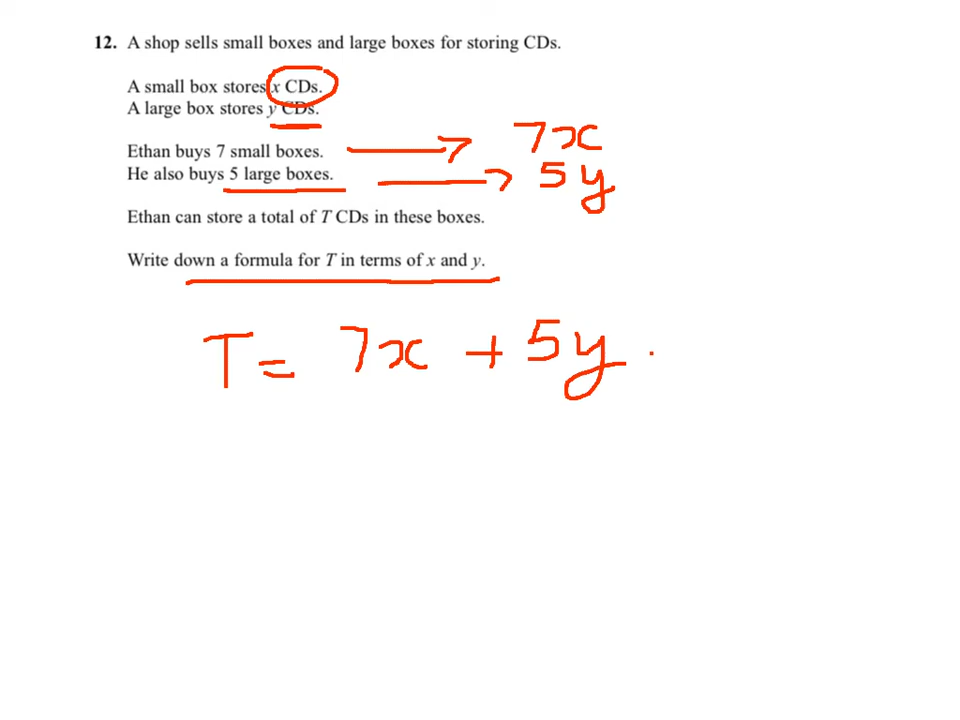 12. A shop sells small boxes and large boxes for storing CDs.
A small box stores x CDs.
A large box stores y CDs.
Ethan buys 7 small boxes. → 7x
He also buys 5 large boxes. → 5y
Ethan can store a total of T CDs in these boxes.
Write down a formula for T in terms of x and y.
T = 7x + 5y .